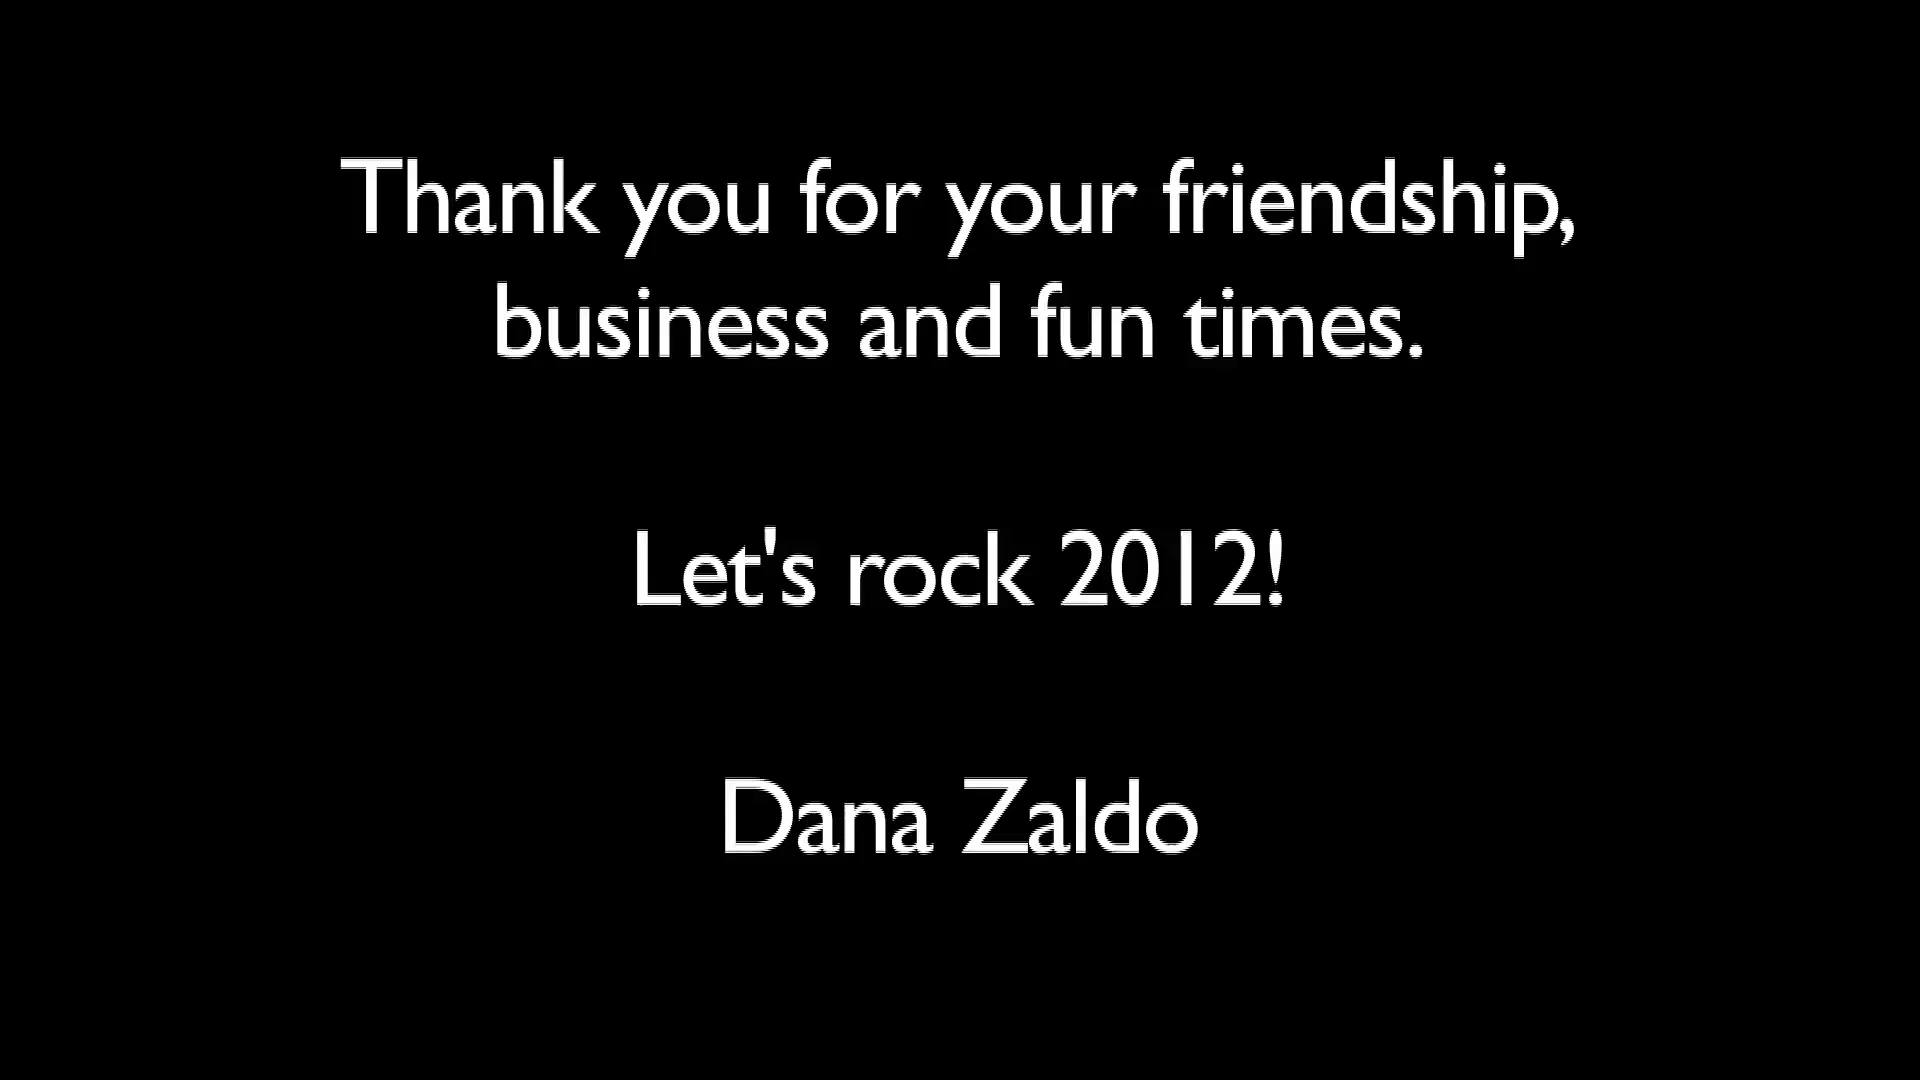 Thank you for your friendship,
business and fun times.
Let's rock 2012!
Dana Zaldo